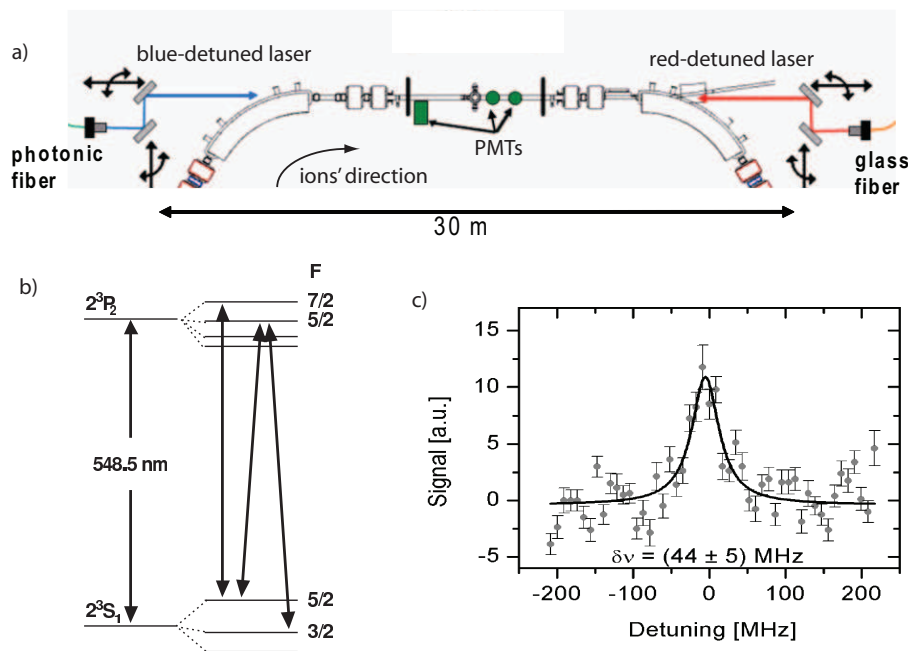 a)
blue-detuned laser
red-detuned laser
PMTs
photonic
fiber
ions' direction
glass
fiber
30 m
b)
F
2³P₂
7/2
5/2
548.5 nm
2³S₁
5/2
3/2
c)
Signal [a.u.]
15
10
5
0
-5
δν = (44 ± 5) MHz
-200
-100
0
100
200
Detuning [MHz]